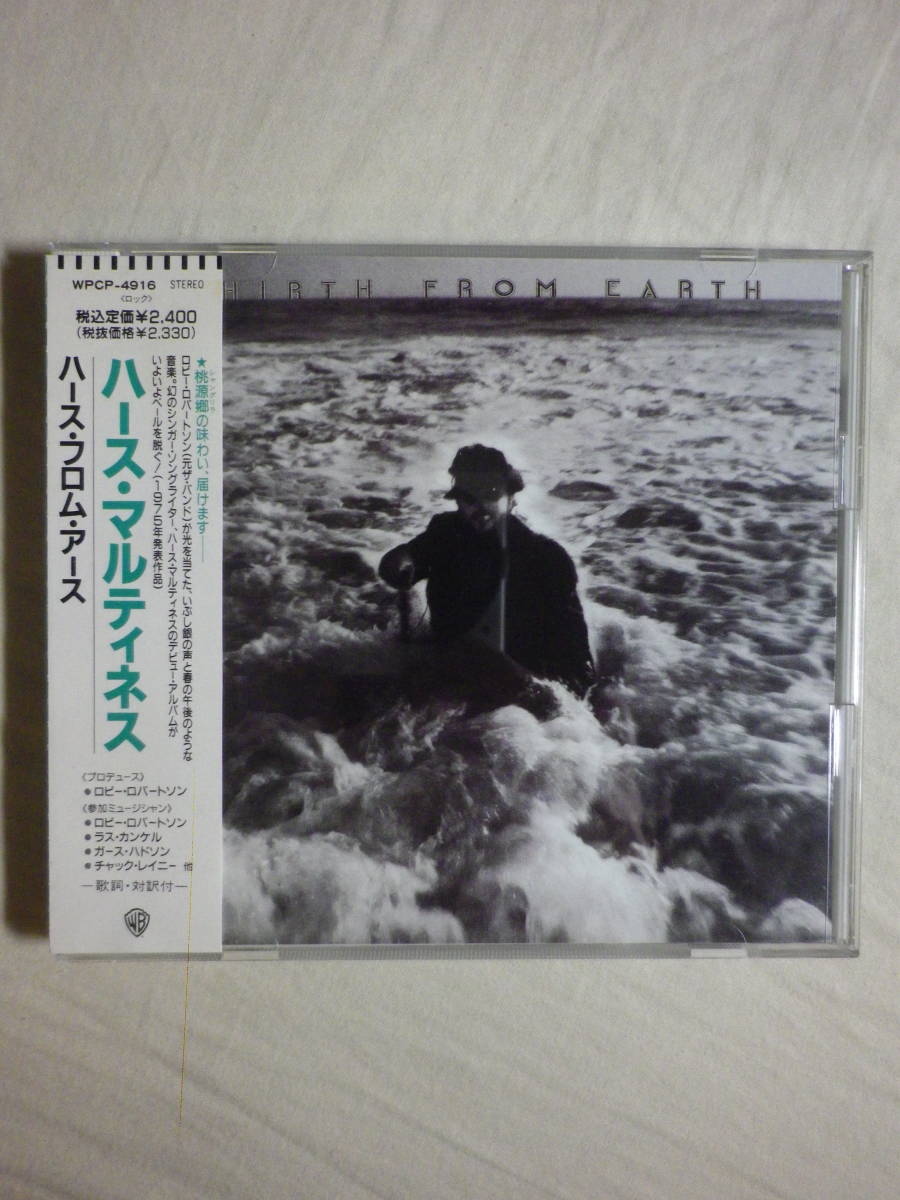 HIRTH FROM EARTH
WPCP-4916 STEREO
〈ロック〉
税込定価¥2,400
(税抜価格¥2,330)
★桃源郷の味わい、届けます——
シャングリラ
ロビー・ロバートソン(元ザ・バンド)が光を当てた、いぶし銀の声と春の午後のような
音楽。幻のシンガー・ソングライター、ハース・マルティネスのデビュー・アルバムが
いよいよベールを脱ぐ!(1975年発表作品)
ハース・マルティネス
ハース・フロム・アース
《プロデュース》
●ロビー・ロバートソン
《参加ミュージシャン》
●ロビー・ロバートソン
●ラス・カンケル
●ガース・ハドソン
●チャック・レイニー 他
—歌詞・対訳付—
WB